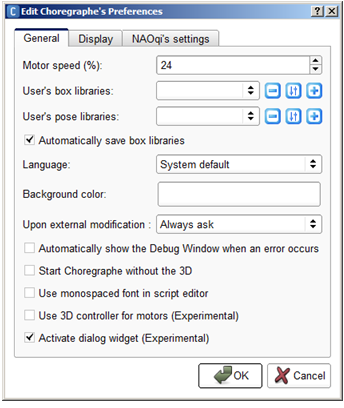 Edit Choregraphe's Preferences
General Display NAOqi's settings
Motor speed (%): 24
User's box libraries:
User's pose libraries:
Automatically save box libraries
Language: System default
Background color:
Upon external modification : Always ask
Automatically show the Debug Window when an error occurs
Start Choregraphe without the 3D
Use monospaced font in script editor
Use 3D controller for motors (Experimental)
Activate dialog widget (Experimental)
OK Cancel